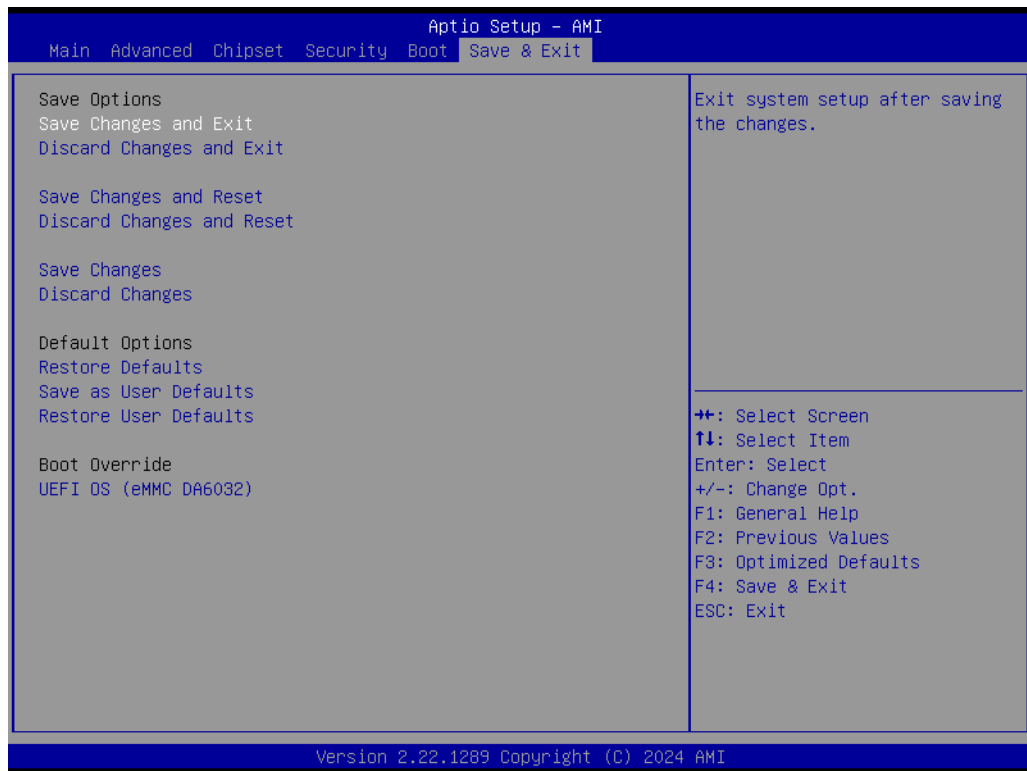 Aptio Setup – AMI
Main Advanced Chipset Security Boot Save & Exit
Save Options
Save Changes and Exit
Discard Changes and Exit
Save Changes and Reset
Discard Changes and Reset
Save Changes
Discard Changes
Default Options
Restore Defaults
Save as User Defaults
Restore User Defaults
Boot Override
UEFI OS (eMMC DA6032)
Exit system setup after saving
the changes.
→←: Select Screen
↑↓: Select Item
Enter: Select
+/-: Change Opt.
F1: General Help
F2: Previous Values
F3: Optimized Defaults
F4: Save & Exit
ESC: Exit
Version 2.22.1289 Copyright (C) 2024 AMI